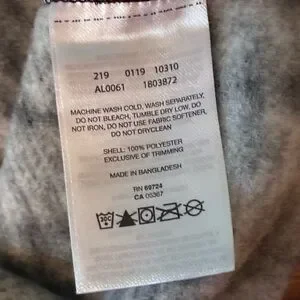 219 0119 10310
AL0061 1803872
MACHINE WASH COLD, WASH SEPARATELY,
DO NOT BLEACH, TUMBLE DRY LOW, DO
NOT IRON, DO NOT USE FABRIC SOFTENER,
DO NOT DRYCLEAN
SHELL: 100% POLYESTER
EXCLUSIVE OF TRIMMING
MADE IN BANGLADESH
RN 69724
CA 05367